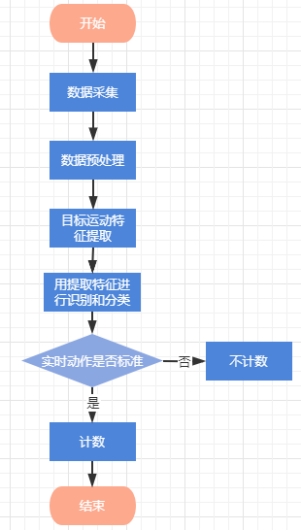 开始
数据采集
数据预处理
目标运动特
征提取
用提取特征进
行识别和分类
实时动作是否标准
否
不计数
是
计数
结束